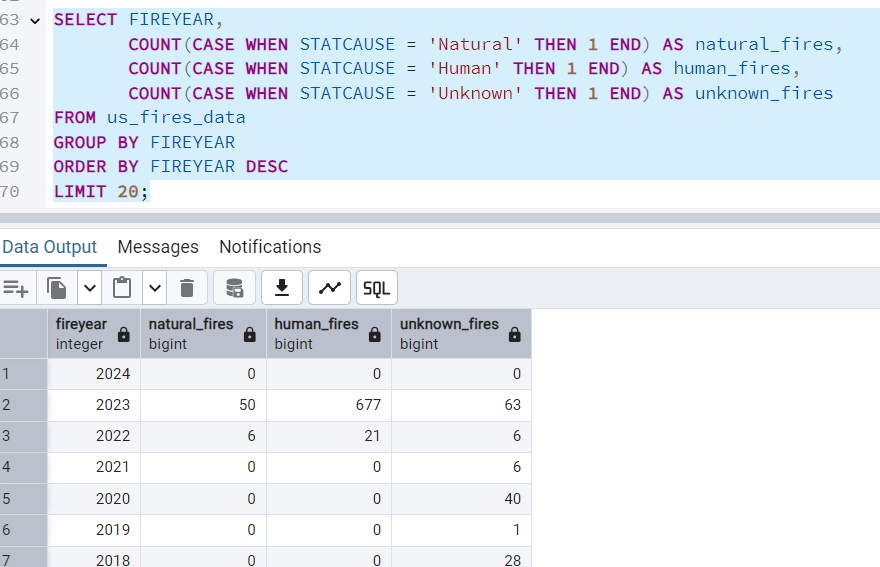 63 SELECT FIREYEAR,
64 COUNT(CASE WHEN STATCAUSE = 'Natural' THEN 1 END) AS natural_fires,
65 COUNT(CASE WHEN STATCAUSE = 'Human' THEN 1 END) AS human_fires,
66 COUNT(CASE WHEN STATCAUSE = 'Unknown' THEN 1 END) AS unknown_fires
67 FROM us_fires_data
68 GROUP BY FIREYEAR
69 ORDER BY FIREYEAR DESC
70 LIMIT 20;
Data Output Messages Notifications
SQL
fireyear natural_fires human_fires unknown_fires
integer bigint bigint bigint
1 2024 0 0 0
2 2023 50 677 63
3 2022 6 21 6
4 2021 0 0 6
5 2020 0 0 40
6 2019 0 0 1
7 2018 0 0 28